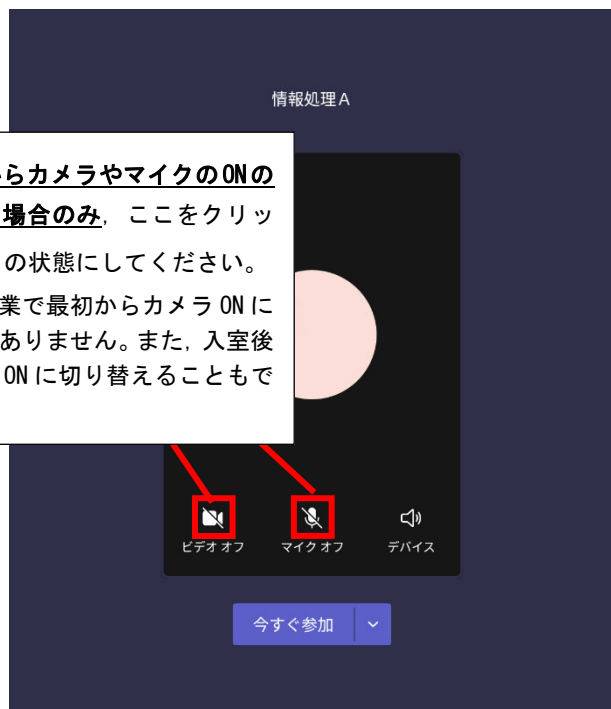 情報処理A
らカメラやマイクのONの
場合のみ，ここをクリッ
の状態にしてください。
業で最初からカメラONに
ありません。また，入室後
ONに切り替えることもで
ビデオ オフ マイク オフ デバイス
今すぐ参加